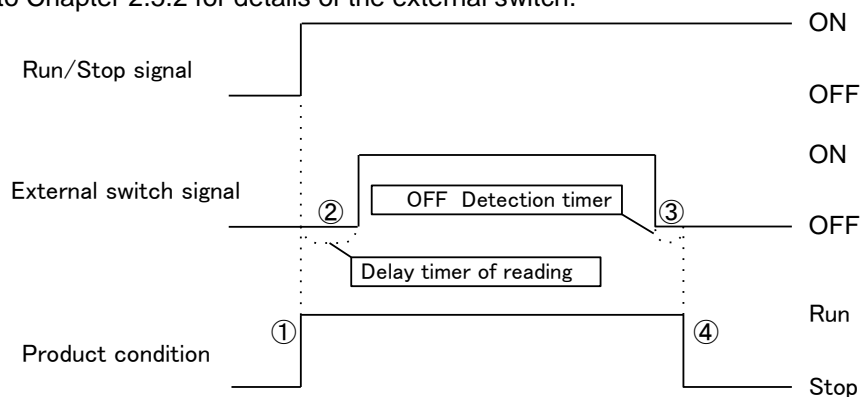 to Chapter 2.5.2 for details of the external switch.
ON
Run/Stop signal
OFF
ON
External switch signal
OFF Detection timer
②
③
OFF
Delay timer of reading
Run
①
④
Product condition
Stop